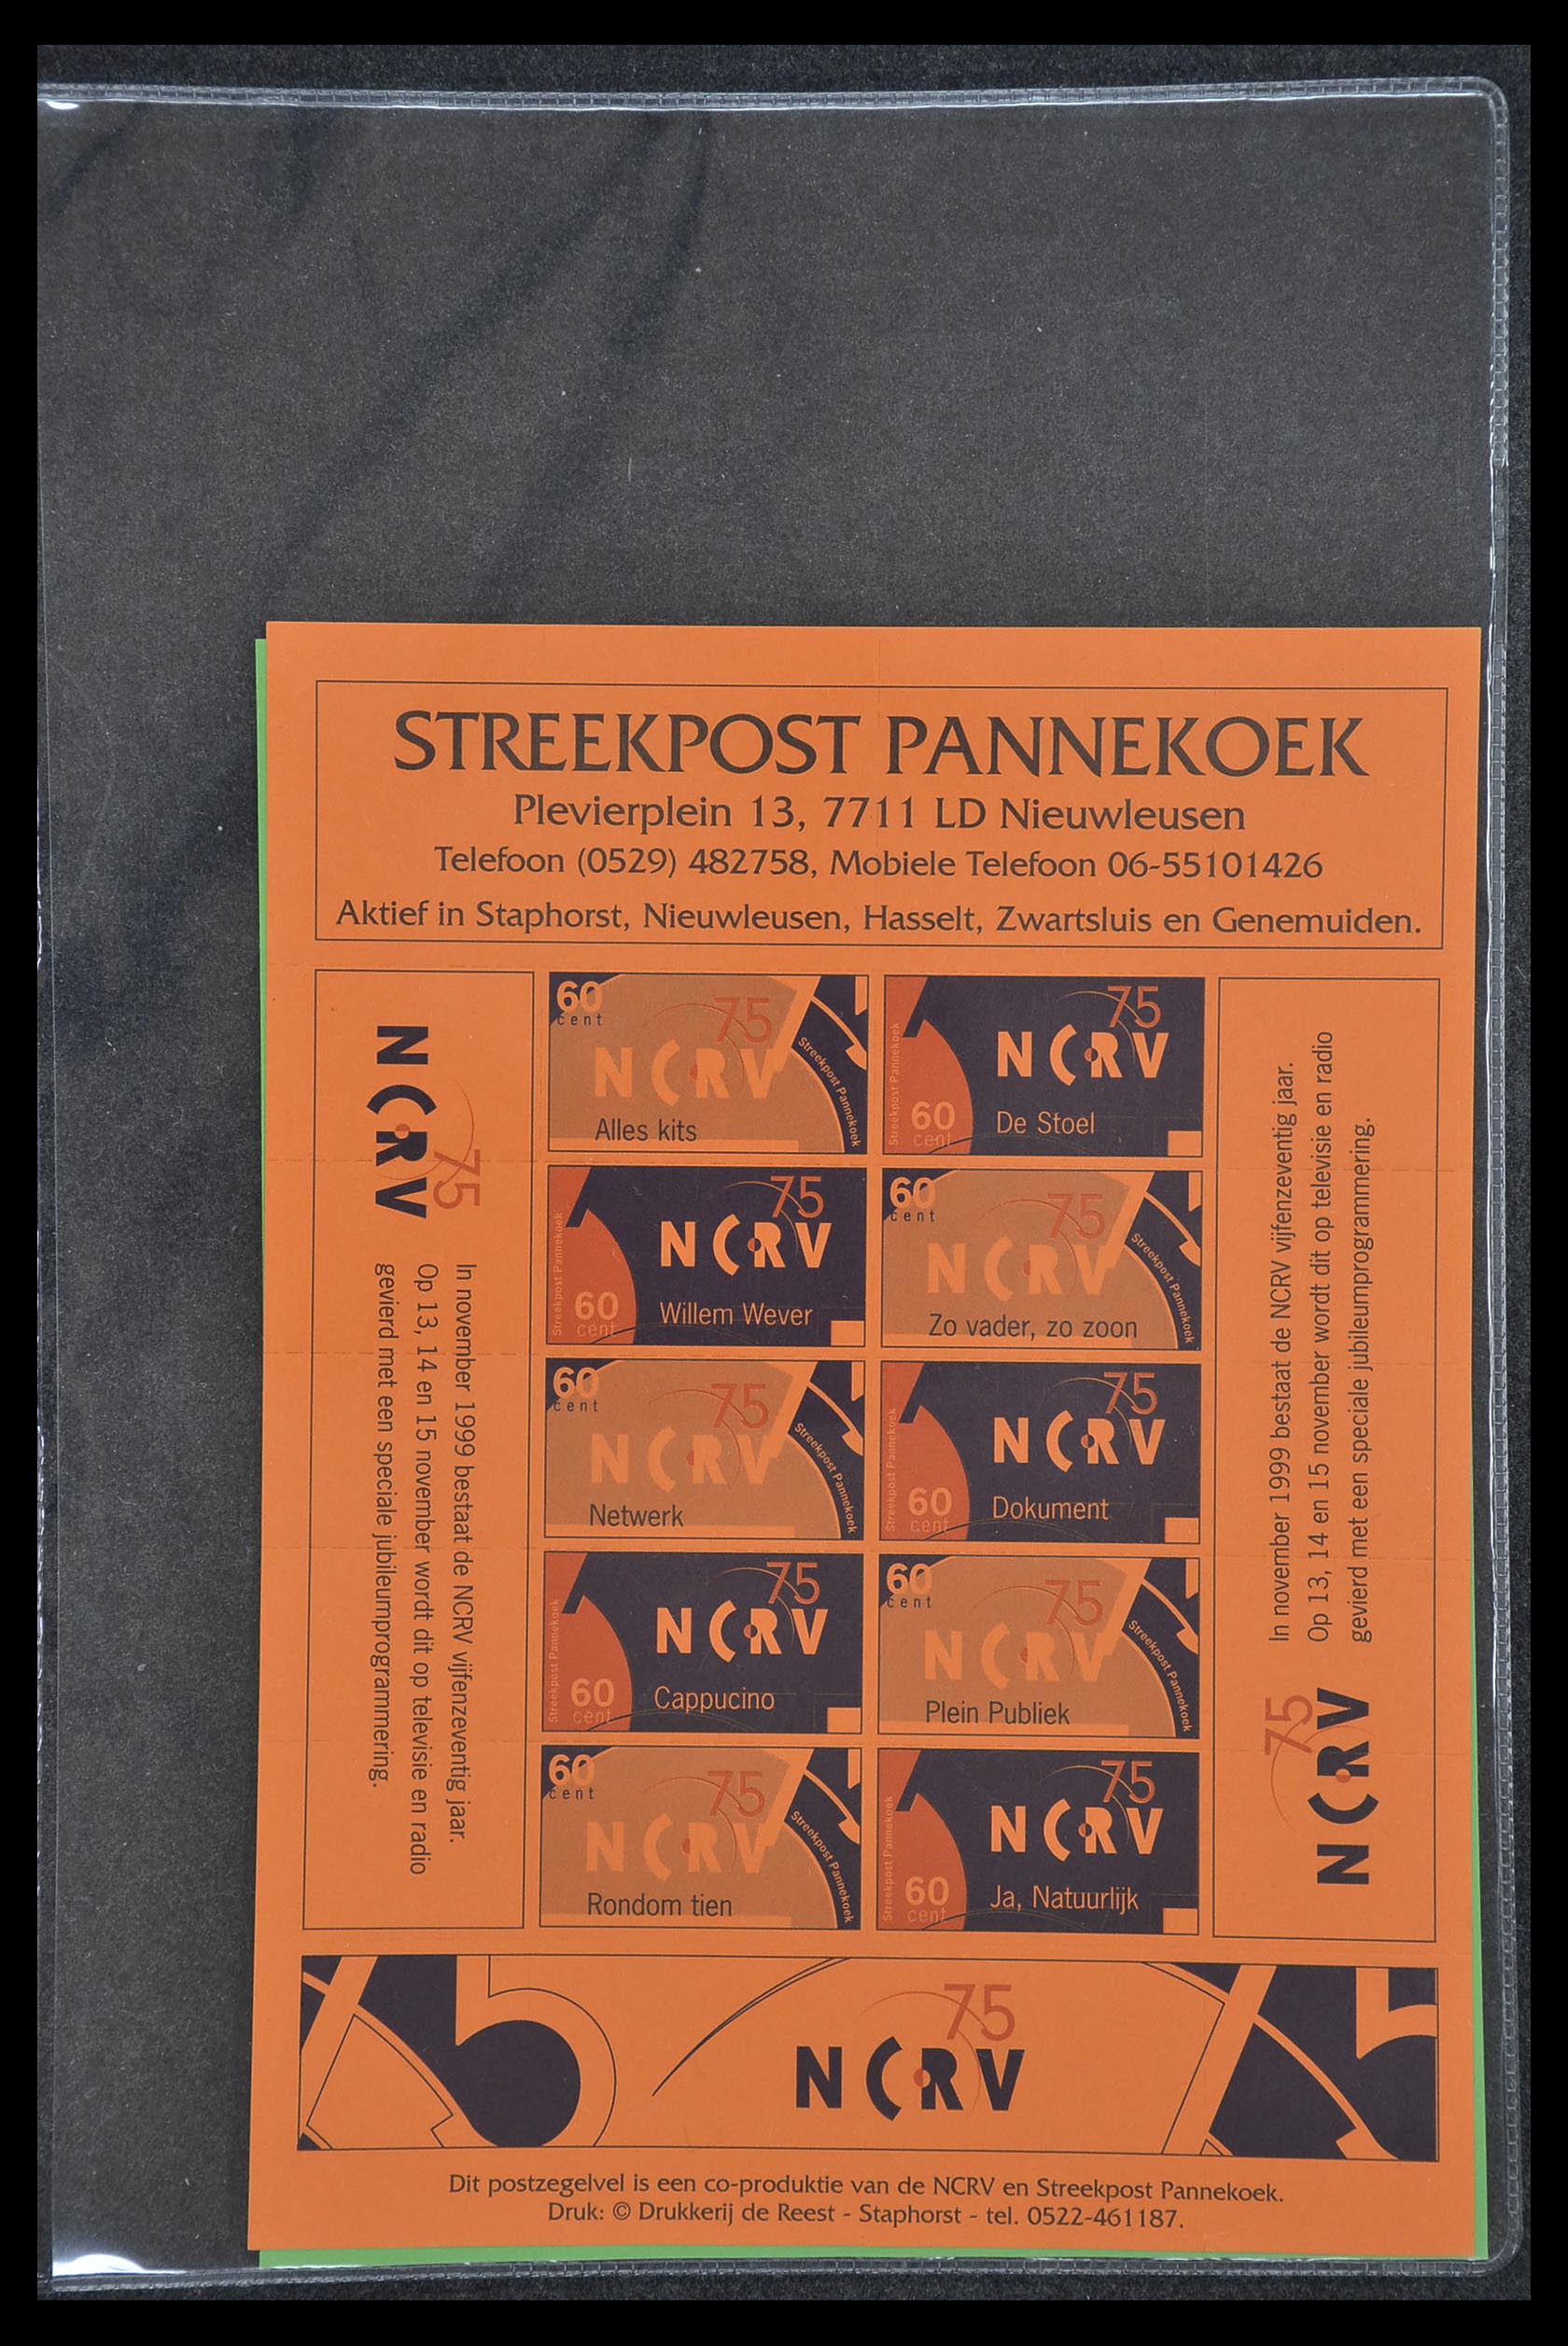 STREEKPOST PANNEKOEK
Plevierplein 13, 7711 LD Nieuwleusen
Telefoon (0529) 482758, Mobiele Telefoon 06-55101426
Aktief in Staphorst, Nieuwleusen, Hasselt, Zwartsluis en Genemuiden.
75
NCRV
In november 1999 bestaat de NCRV vijfenzeventig jaar.
Op 13, 14 en 15 november wordt dit op televisie en radio
gevierd met een speciale jubileumprogrammering.
60
cent
75
NCRV
Alles kits
Streekpost Pannekoek
75
NCRV
De Stoel
60
cent
Streekpost Pannekoek
75
NCRV
Willem Wever
60
cent
Streekpost Pannekoek
60
cent
75
NCRV
Zo vader, zo zoon
Streekpost Pannekoek
60
cent
75
NCRV
Netwerk
Streekpost Pannekoek
75
NCRV
Dokument
60
cent
Streekpost Pannekoek
75
NCRV
Cappucino
60
cent
Streekpost Pannekoek
60
cent
75
NCRV
Plein Publiek
Streekpost Pannekoek
60
cent
75
NCRV
Rondom tien
Streekpost Pannekoek
75
NCRV
Ja, Natuurlijk
60
cent
Streekpost Pannekoek
In november 1999 bestaat de NCRV vijfenzeventig jaar.
Op 13, 14 en 15 november wordt dit op televisie en radio
gevierd met een speciale jubileumprogrammering.
75
NCRV
75
75
NCRV
75
Dit postzegelvel is een co-produktie van de NCRV en Streekpost Pannekoek.
Druk: © Drukkerij de Reest - Staphorst - tel. 0522-461187.